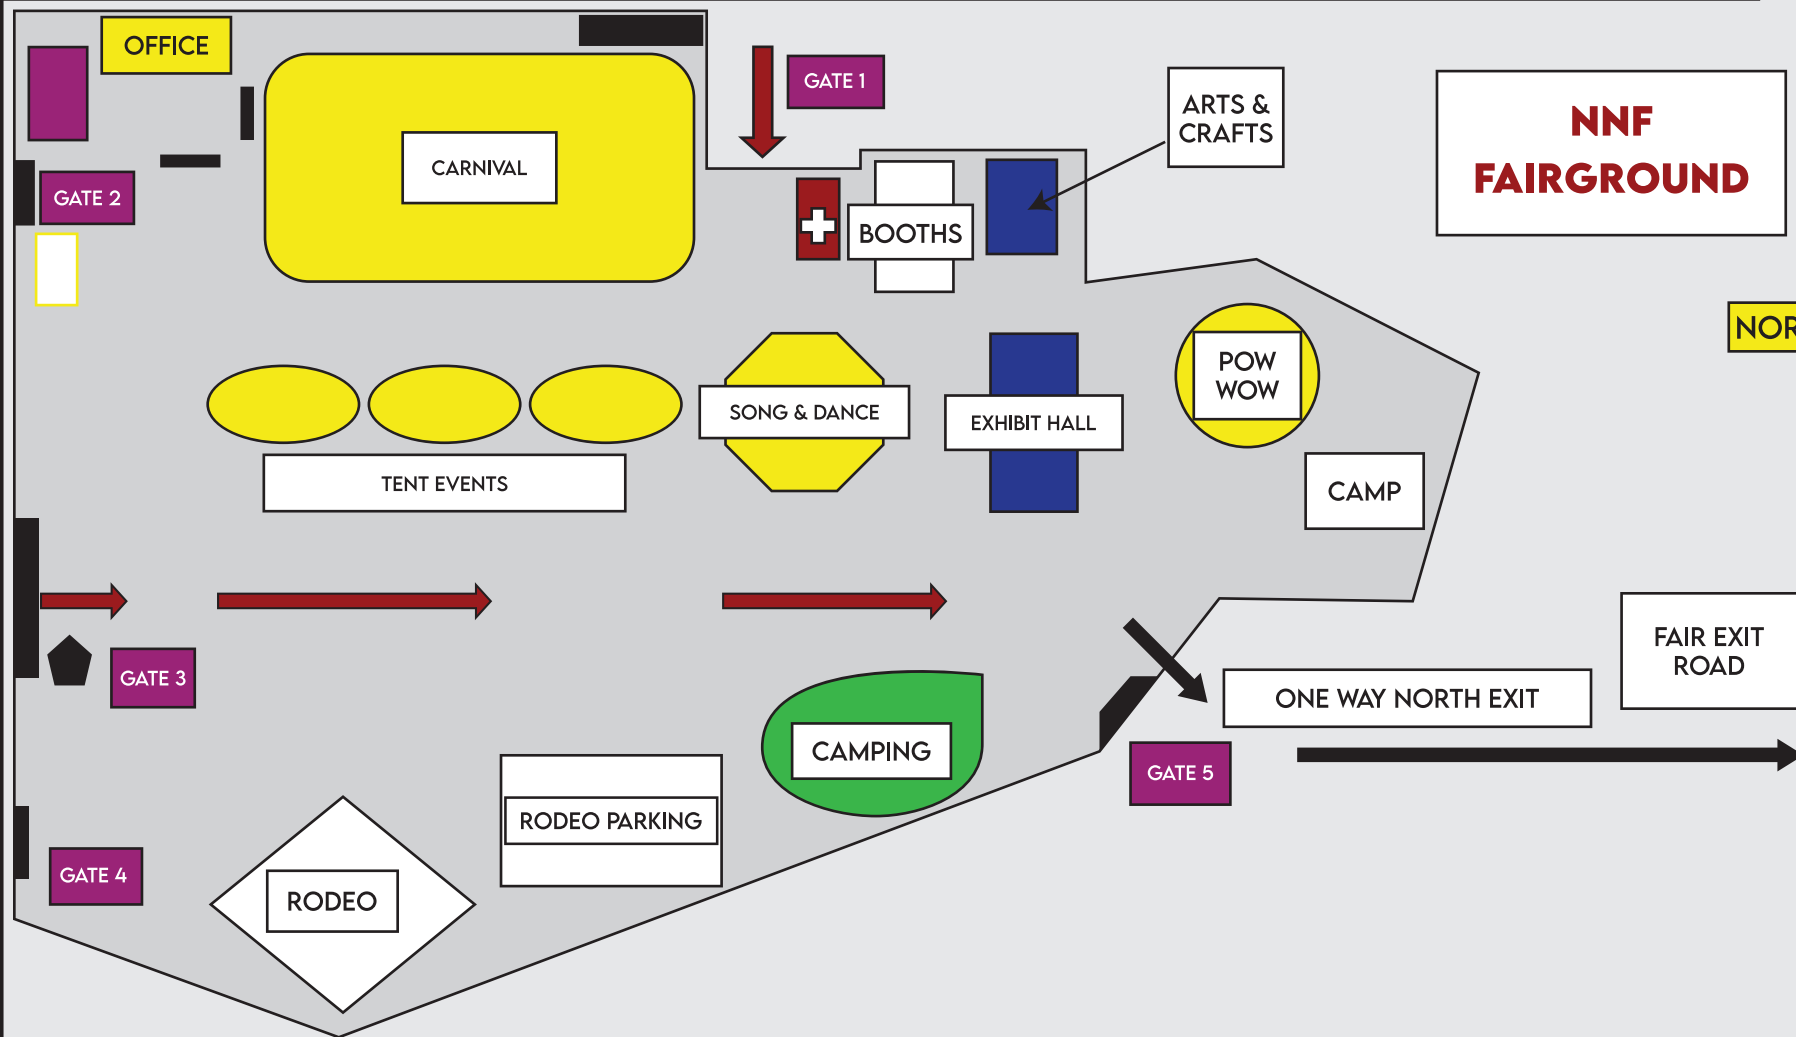 OFFICE
GATE 1
ARTS &
CRAFTS
NNF
FAIRGROUND
CARNIVAL
GATE 2
BOOTHS
POW
WOW
SONG & DANCE
EXHIBIT HALL
TENT EVENTS
CAMP
FAIR EXIT
ROAD
GATE 3
ONE WAY NORTH EXIT
CAMPING
GATE 5
RODEO PARKING
GATE 4
RODEO